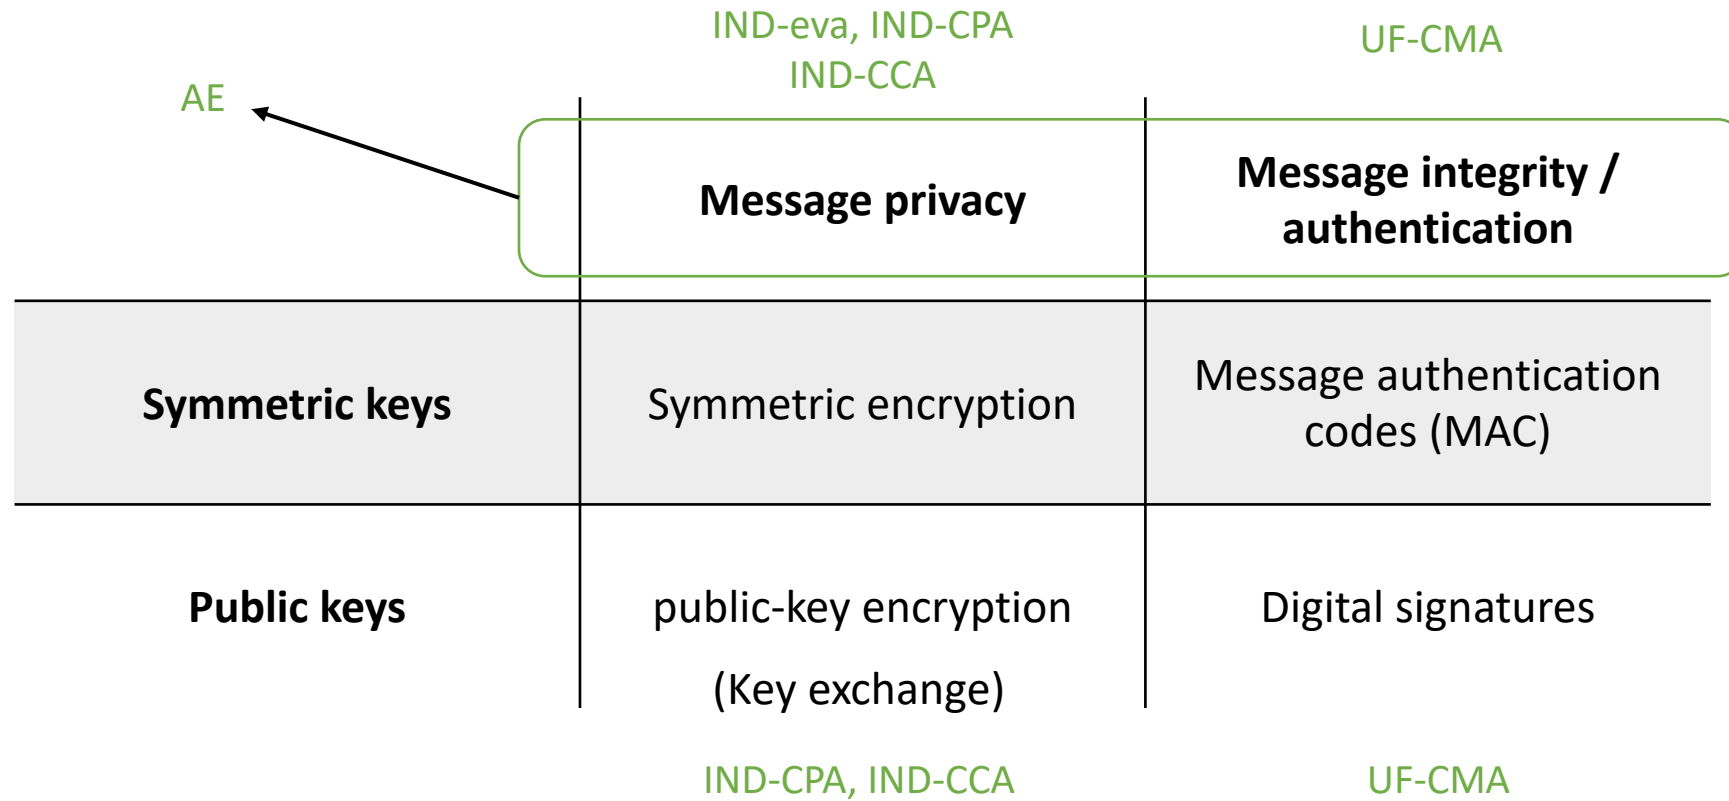 IND-eva, IND-CPA
IND-CCA
UF-CMA
AE
Message privacy
Message integrity /
authentication
Symmetric keys
Symmetric encryption
Message authentication
codes (MAC)
Public keys
public-key encryption
(Key exchange)
Digital signatures
IND-CPA, IND-CCA
UF-CMA